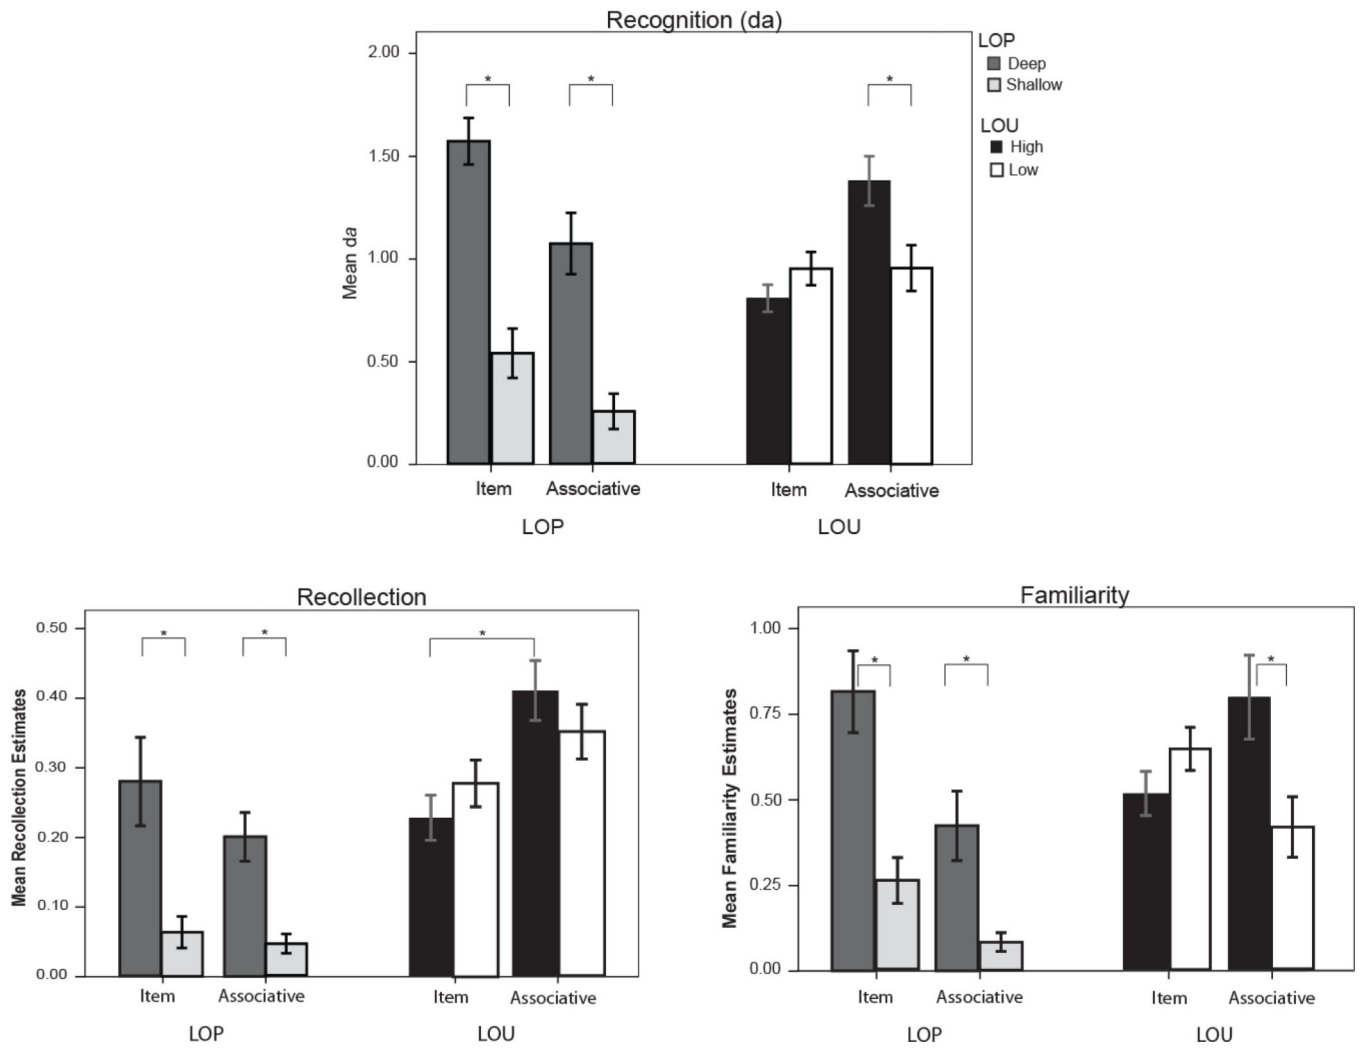 Recognition (da)
Mean da
2.00
1.50
1.00
0.50
0.00
* * *
LOP
Deep
Shallow
LOU
High
Low
Item Associative Item Associative
LOP LOU
Recollection
Mean Recollection Estimates
0.50
0.40
0.30
0.20
0.10
0.00
* * *
Item Associative Item Associative
LOP LOU
Familiarity
Mean Familiarity Estimates
1.00
0.75
0.50
0.25
0.00
* * *
Item Associative Item Associative
LOP LOU